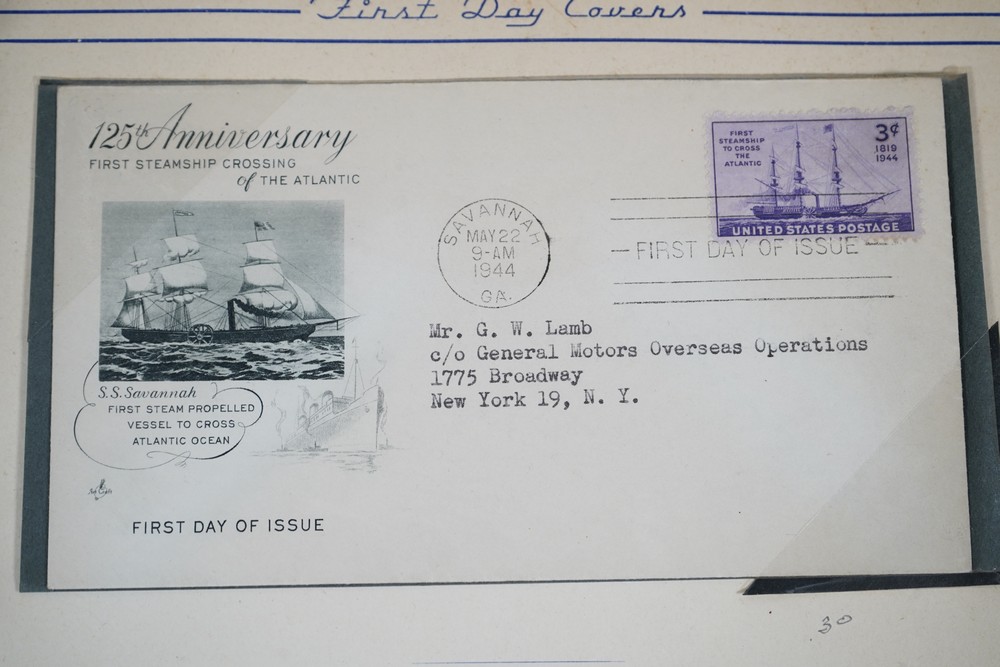 First Day Covers
125th Anniversary
FIRST STEAMSHIP CROSSING
of THE ATLANTIC
S.S. Savannah
FIRST STEAM PROPELLED
VESSEL TO CROSS
ATLANTIC OCEAN
Art Craft
FIRST DAY OF ISSUE
SAVANNAH
MAY 22
9-AM
1944
GA.
FIRST
STEAMSHIP
TO CROSS
THE
ATLANTIC
3¢
1819
1944
UNITED STATES POSTAGE
FIRST DAY OF ISSUE
Mr. G. W. Lamb
c/o General Motors Overseas Operations
1775 Broadway
New York 19, N. Y.
30